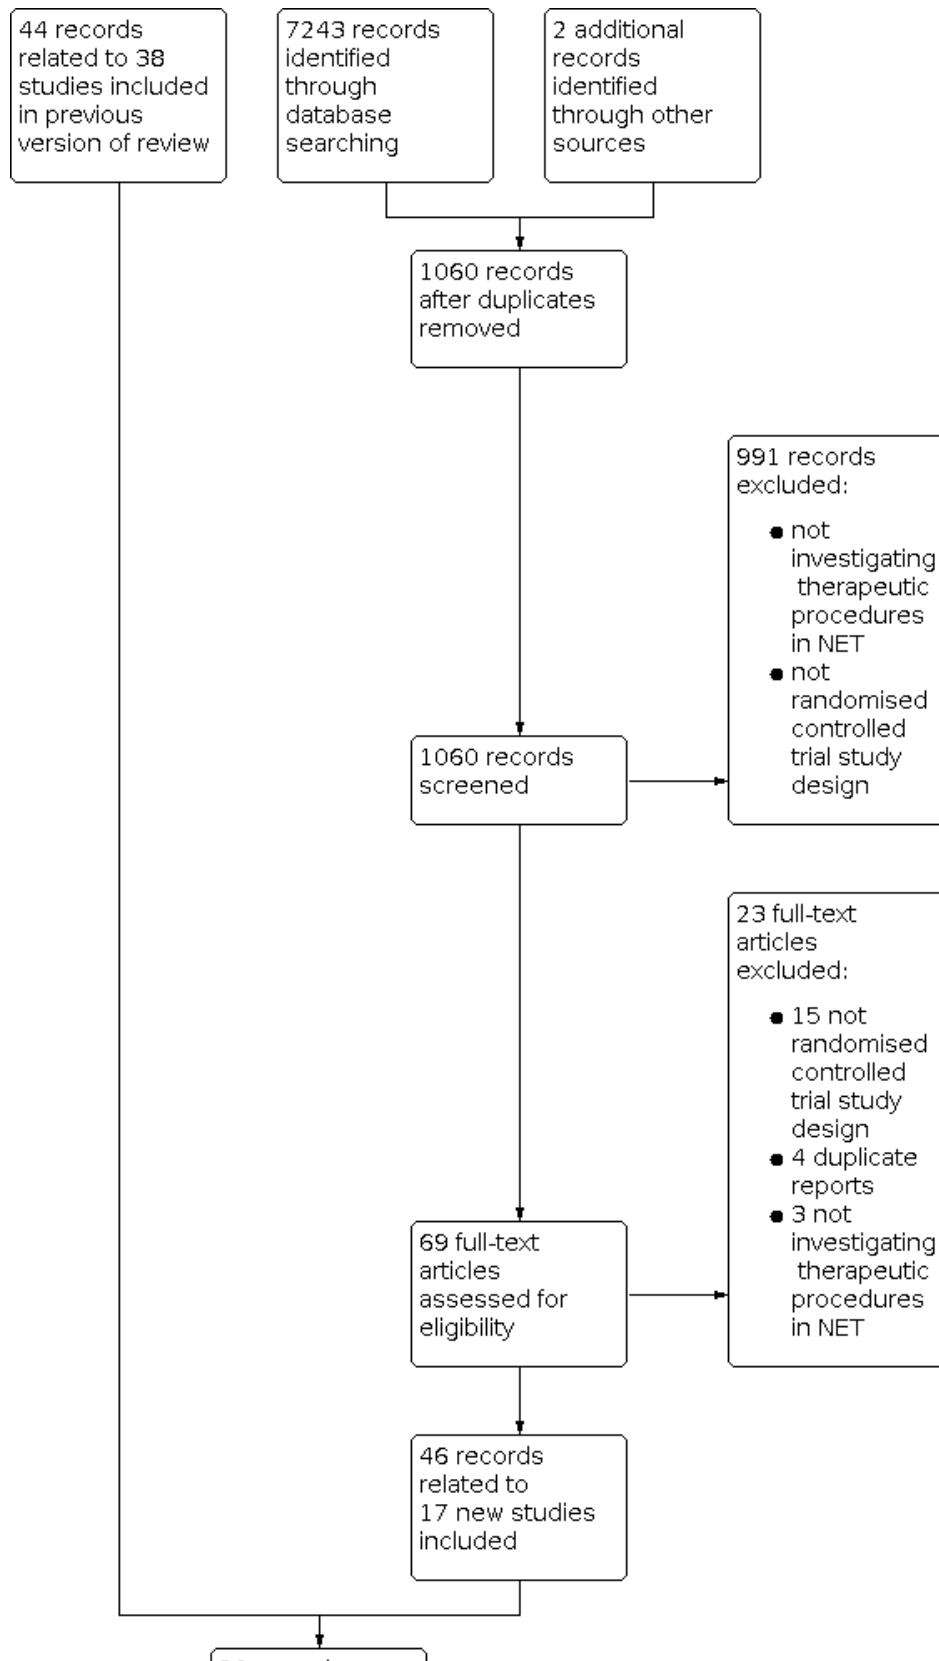 44 records
related to 38
studies included
in previous
version of review
7243 records
identified
through
database
searching
2 additional
records
identified
through other
sources
1060 records
after duplicates
removed
991 records
excluded:
● not
investigating
therapeutic
procedures
in NET
● not
randomised
controlled
trial study
design
1060 records
screened
23 full-text
articles
excluded:
● 15 not
randomised
controlled
trial study
design
● 4 duplicate
reports
● 3 not
investigating
therapeutic
procedures
in NET
69 full-text
articles
assessed for
eligibility
46 records
related to
17 new studies
included